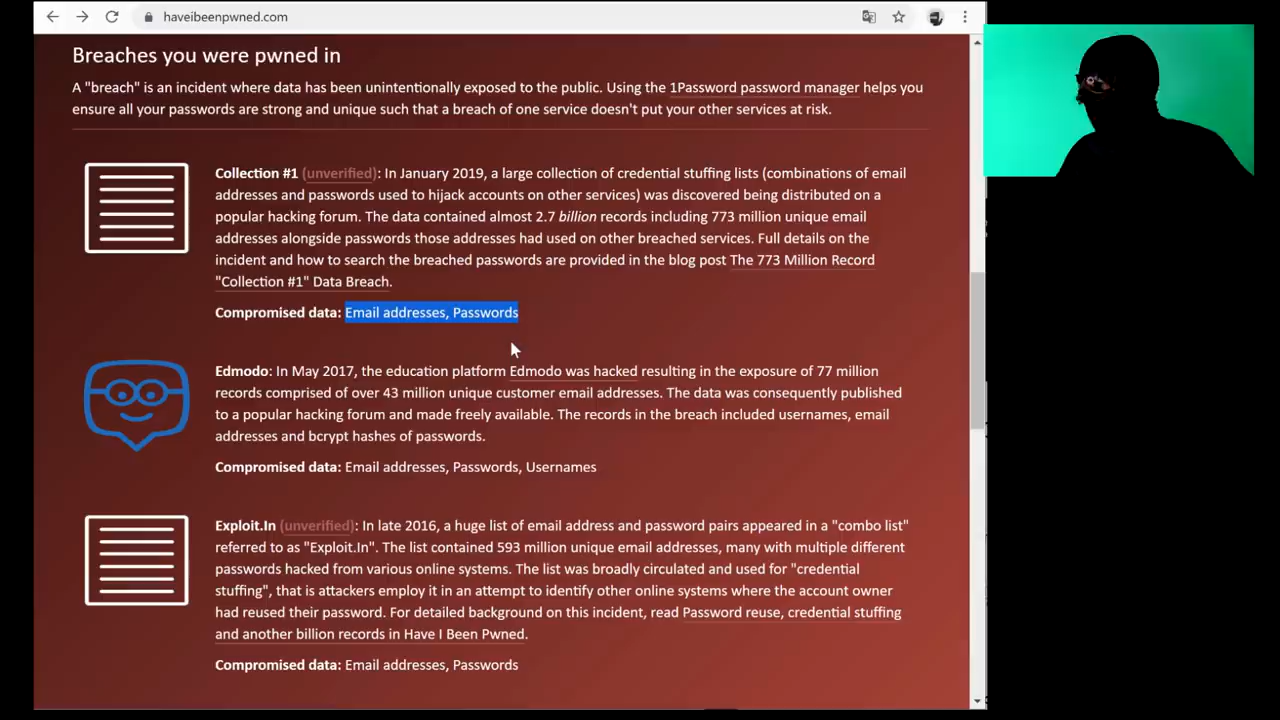 haveibeenpwned.com
Breaches you were pwned in
A "breach" is an incident where data has been unintentionally exposed to the public. Using the 1Password password manager helps you
ensure all your passwords are strong and unique such that a breach of one service doesn't put your other services at risk.
Collection #1 (unverified): In January 2019, a large collection of credential stuffing lists (combinations of email
addresses and passwords used to hijack accounts on other services) was discovered being distributed on a
popular hacking forum. The data contained almost 2.7 billion records including 773 million unique email
addresses alongside passwords those addresses had used on other breached services. Full details on the
incident and how to search the breached passwords are provided in the blog post The 773 Million Record
"Collection #1" Data Breach.
Compromised data: Email addresses, Passwords
Edmodo: In May 2017, the education platform Edmodo was hacked resulting in the exposure of 77 million
records comprised of over 43 million unique customer email addresses. The data was consequently published
to a popular hacking forum and made freely available. The records in the breach included usernames, email
addresses and bcrypt hashes of passwords.
Compromised data: Email addresses, Passwords, Usernames
Exploit.In (unverified): In late 2016, a huge list of email address and password pairs appeared in a "combo list"
referred to as "Exploit.In". The list contained 593 million unique email addresses, many with multiple different
passwords hacked from various online systems. The list was broadly circulated and used for "credential
stuffing", that is attackers employ it in an attempt to identify other online systems where the account owner
had reused their password. For detailed background on this incident, read Password reuse, credential stuffing
and another billion records in Have I Been Pwned.
Compromised data: Email addresses, Passwords